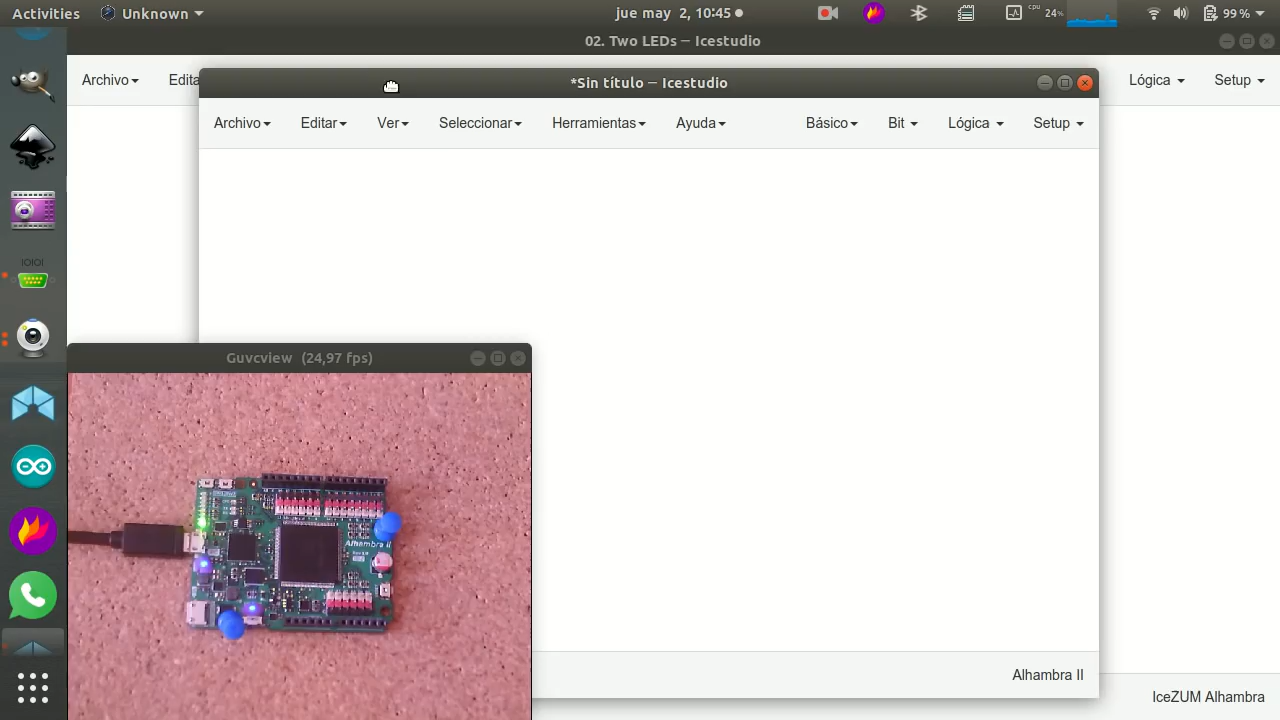 Activities Unknown jue may 2, 10:45 CPU 24% 99 %
02. Two LEDs – Icestudio
Archivo Edita Lógica Setup
*Sin título – Icestudio
Archivo Editar Ver Seleccionar Herramientas Ayuda Básico Bit Lógica Setup
IOIOI
Guvcview (24,97 fps)
Alhambra II
Alhambra II
IceZUM Alhambra